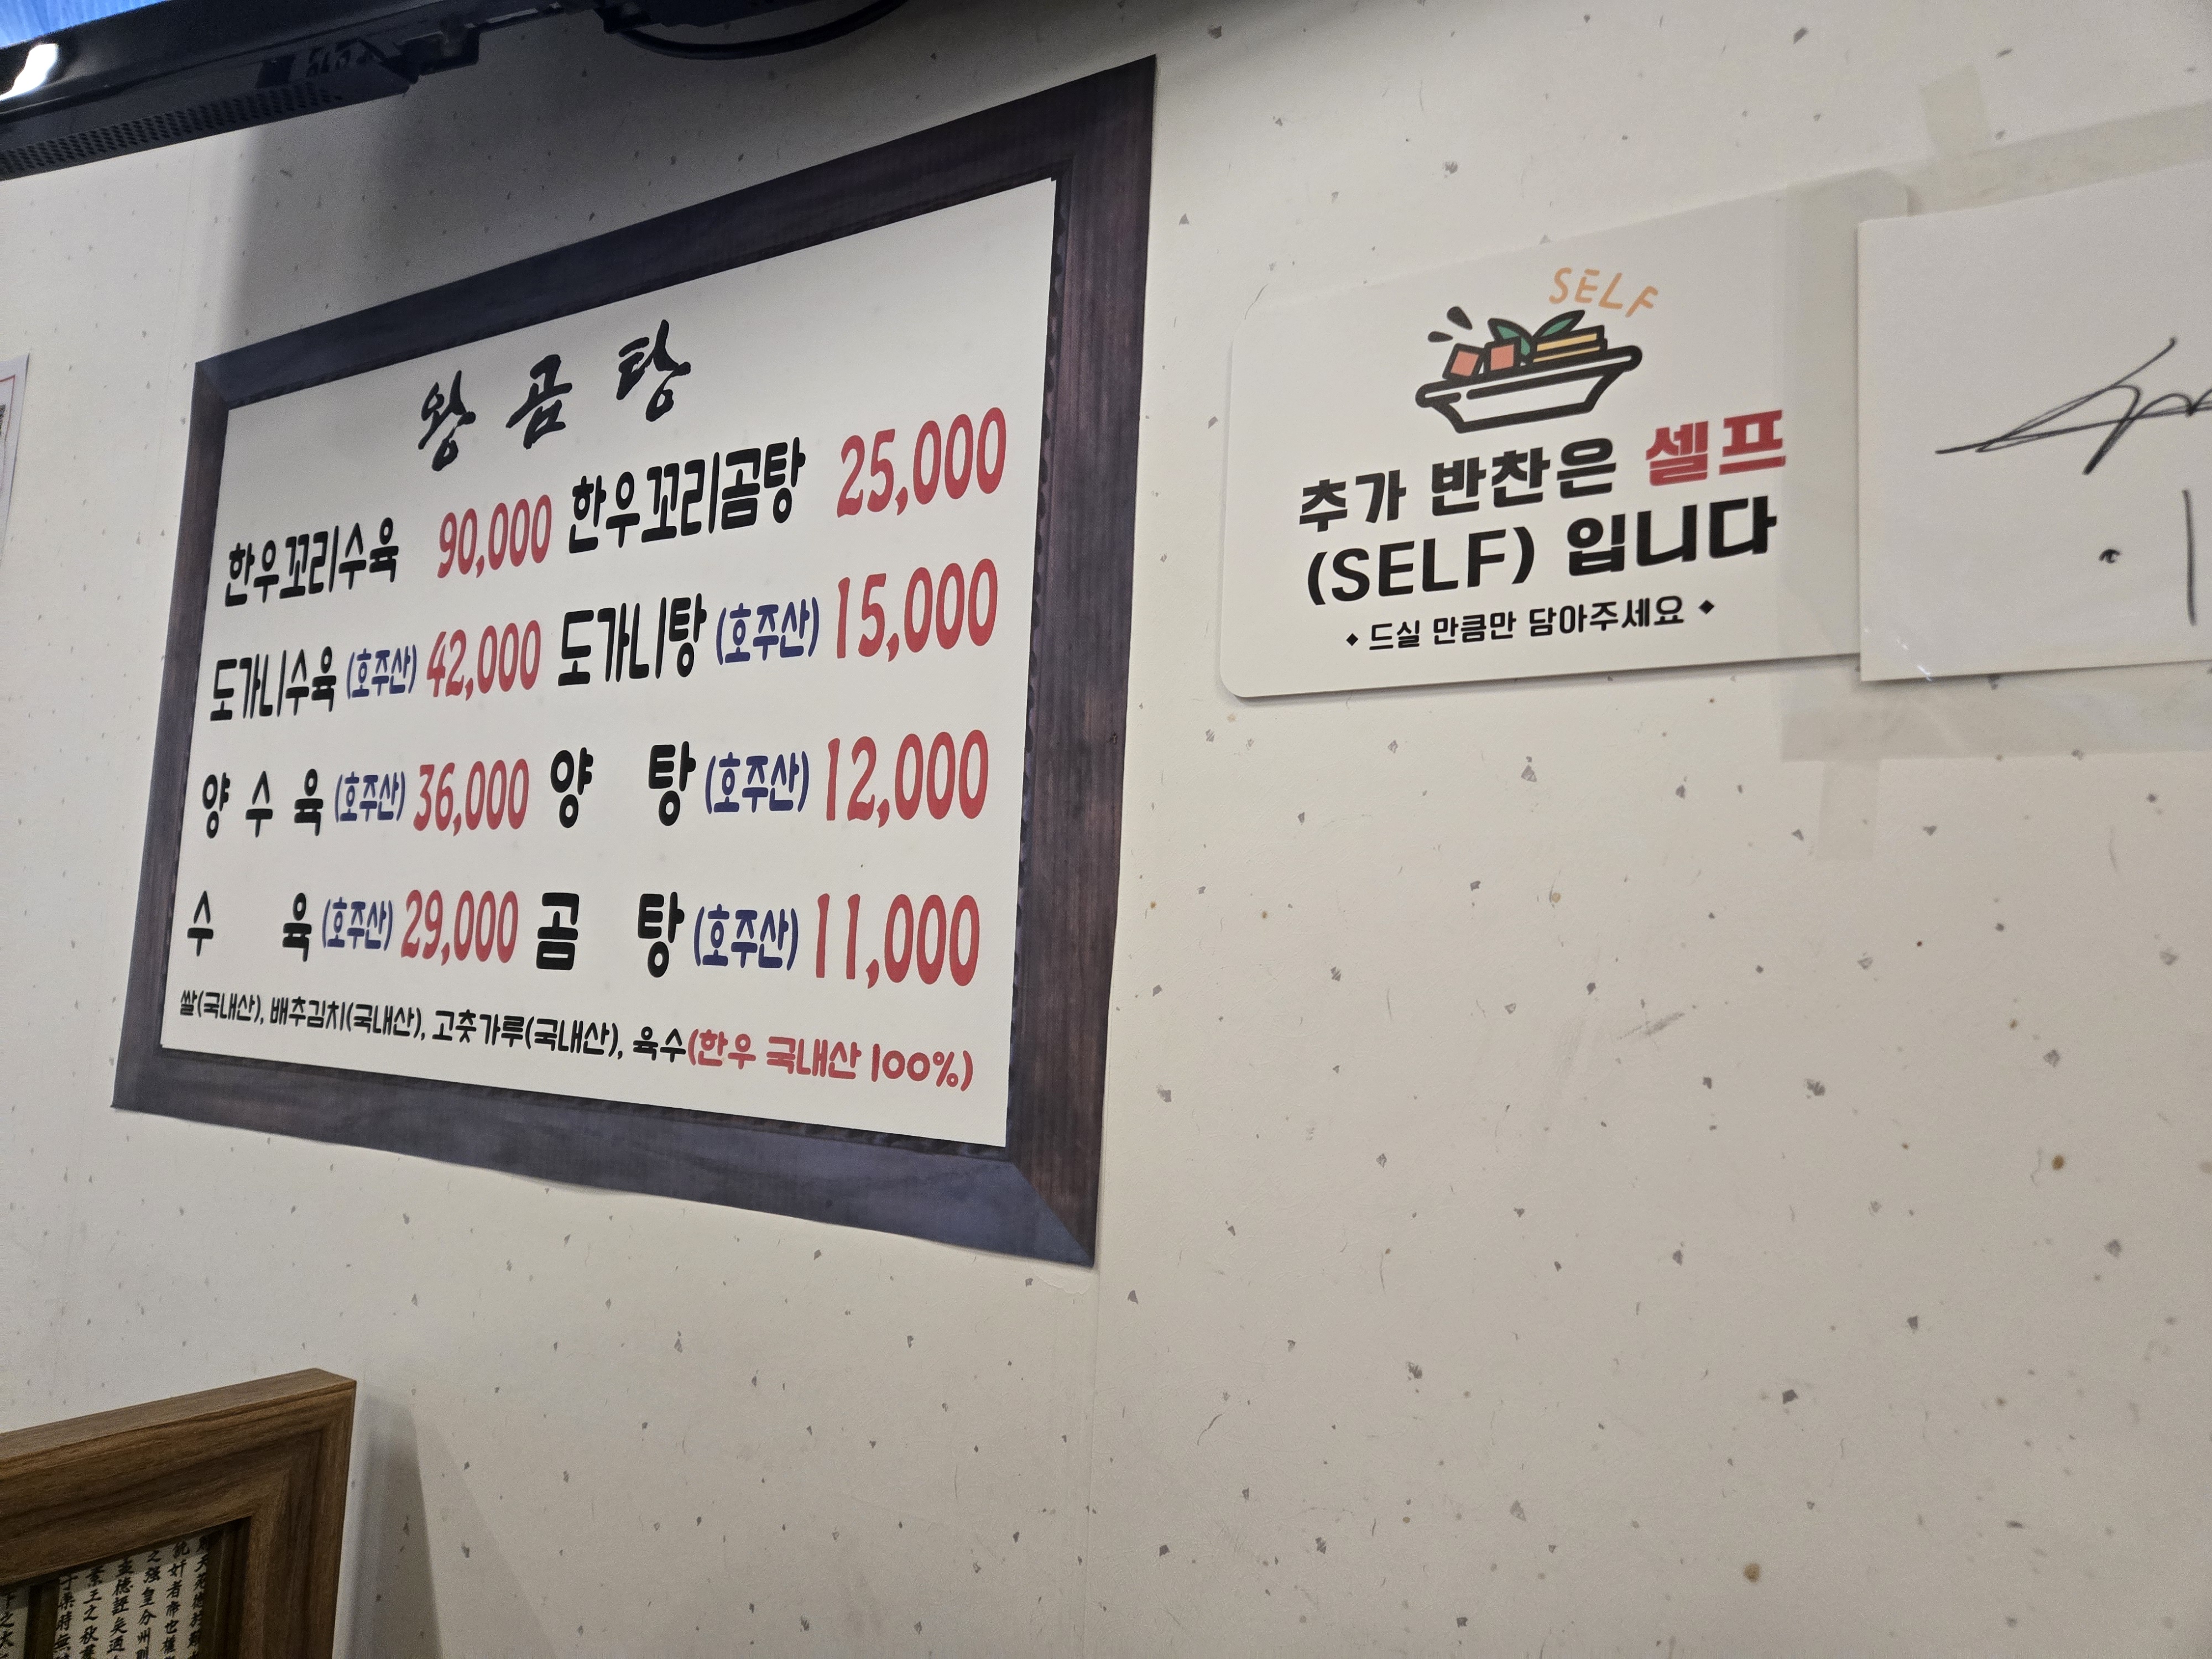 왕곰탕
한우꼬리수육 90,000 한우꼬리곰탕 25,000
도가니수육 (호주산) 42,000 도가니탕 (호주산) 15,000
양 수 육 (호주산) 36,000 양 탕 (호주산) 12,000
수 육 (호주산) 29,000 곰 탕 (호주산) 11,000
쌀(국내산), 배추김치(국내산), 고춧가루(국내산), 육수(한우 국내산 100%)
SELF
추가 반찬은 셀프
(SELF) 입니다
드실 만큼만 담아주세요